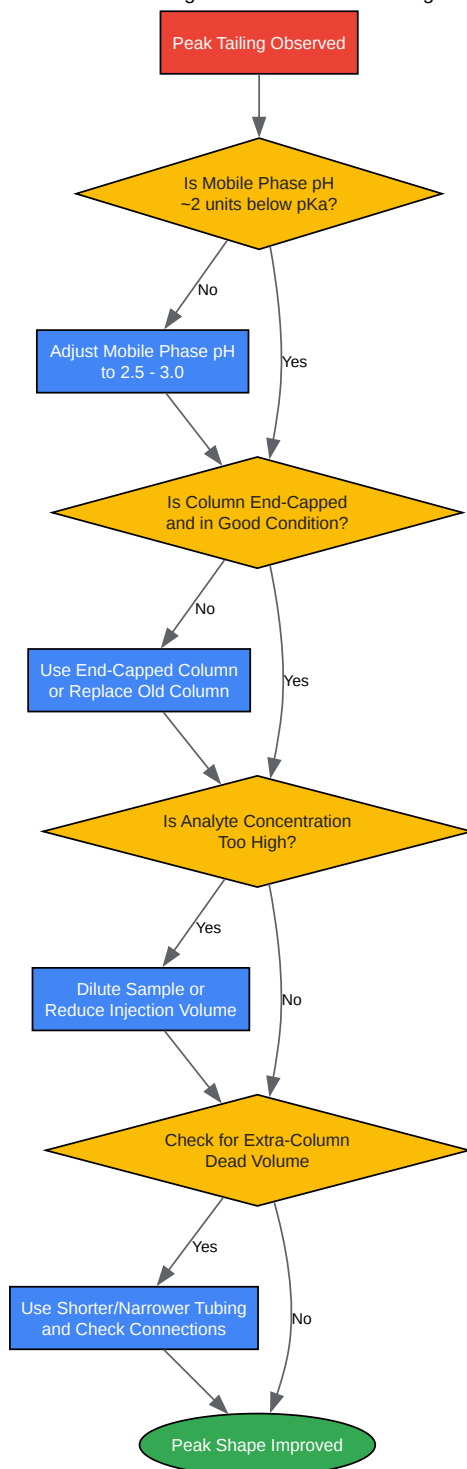 Peak Tailing Observed
Is Mobile Phase pH
~2 units below pKa?
No
Yes
Adjust Mobile Phase pH
to 2.5 - 3.0
Is Column End-Capped
and in Good Condition?
No
Yes
Use End-Capped Column
or Replace Old Column
Is Analyte Concentration
Too High?
Yes
No
Dilute Sample or
Reduce Injection Volume
Check for Extra-Column
Dead Volume
Yes
No
Use Shorter/Narrower Tubing
and Check Connections
Peak Shape Improved